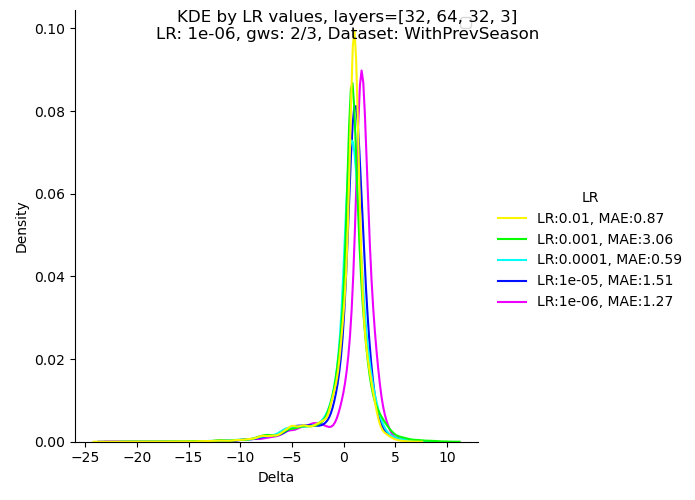 KDE by LR values, layers=[32, 64, 32, 3]
LR: 1e-06, gws: 2/3, Dataset: WithPrevSeason
0.10
0.08
0.06
0.04
0.02
0.00
Density
−25
−20
−15
−10
−5
0
5
10
Delta
LR
LR:0.01, MAE:0.87
LR:0.001, MAE:3.06
LR:0.0001, MAE:0.59
LR:1e-05, MAE:1.51
LR:1e-06, MAE:1.27